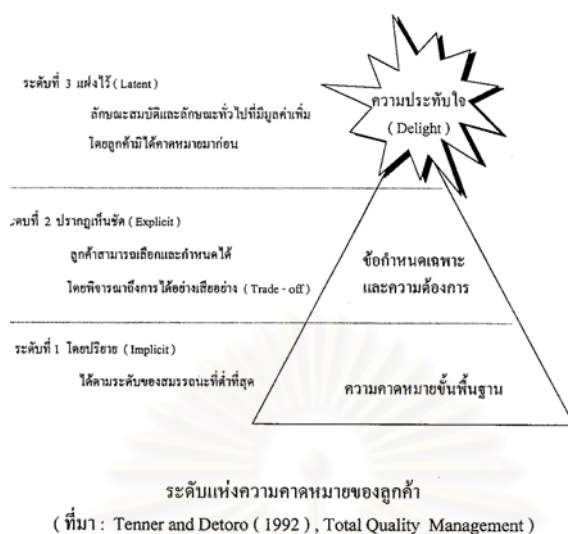 ระดับที่ 3 แฝงไว้ ( Latent )
ลักษณะสมบัติและลักษณะทั่วไปที่มีมูลค่าเพิ่ม
โดยลูกค้ามิได้คาดหมายมาก่อน
ความประทับใจ
( Delight )
ะดับที่ 2 ปรากฏเห็นชัด ( Explicit )
ลูกค้าสามารถเลือกและกำหนดได้
โดยพิจารณาถึงการได้อย่างเสียอย่าง ( Trade - off )
ข้อกำหนดเฉพาะ
และความต้องการ
ระดับที่ 1 โดยปริยาย (Implicit)
ได้ตามระดับของสมรรถนะที่ต่ำที่สุด
ความคาดหมายขั้นพื้นฐาน
ระดับแห่งความคาดหมายของลูกค้า
( ที่มา : Tenner and Detoro ( 1992 ) , Total Quality Management )